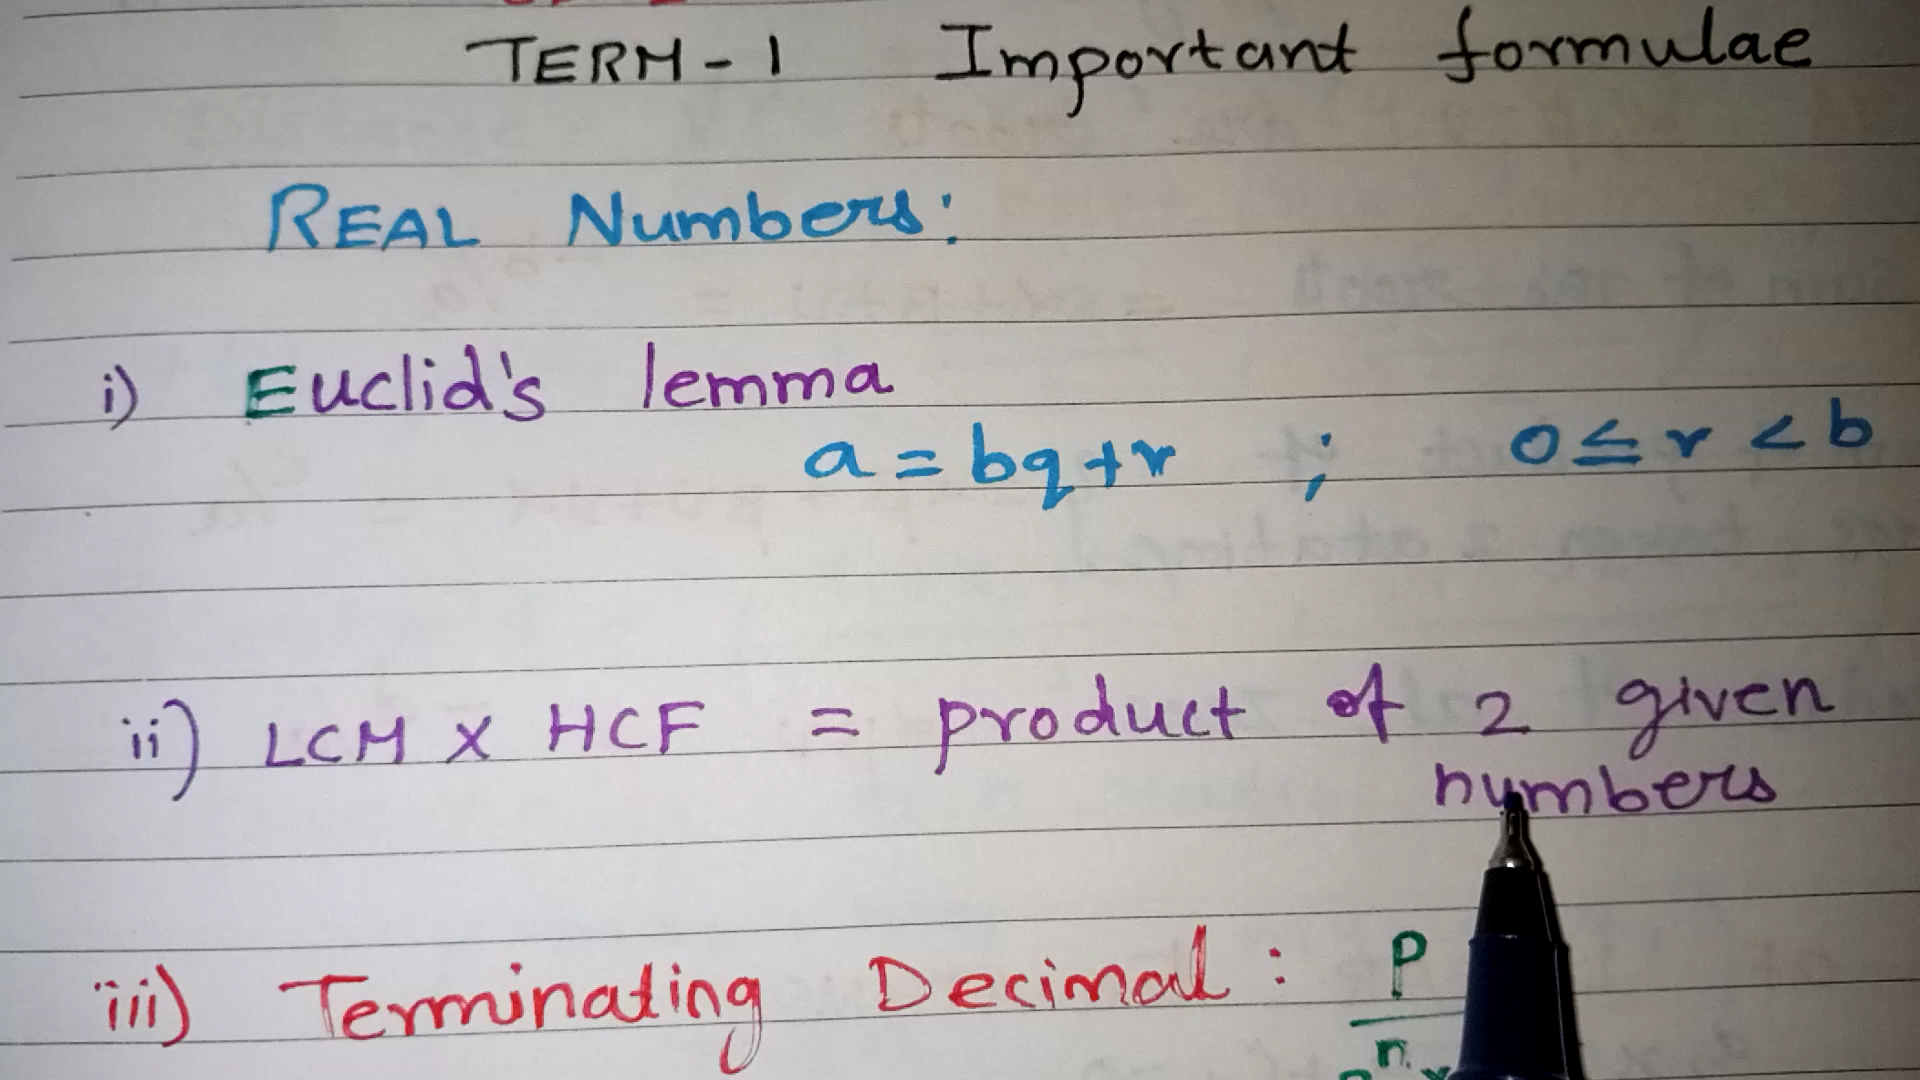 TERM-1 Important formulae
REAL Numbers:
i) Euclid's lemma
a = bq+r ; 0 ≤ r < b
ii) LCM X HCF = product of 2 given
numbers
iii) Terminating Decimal : P
n